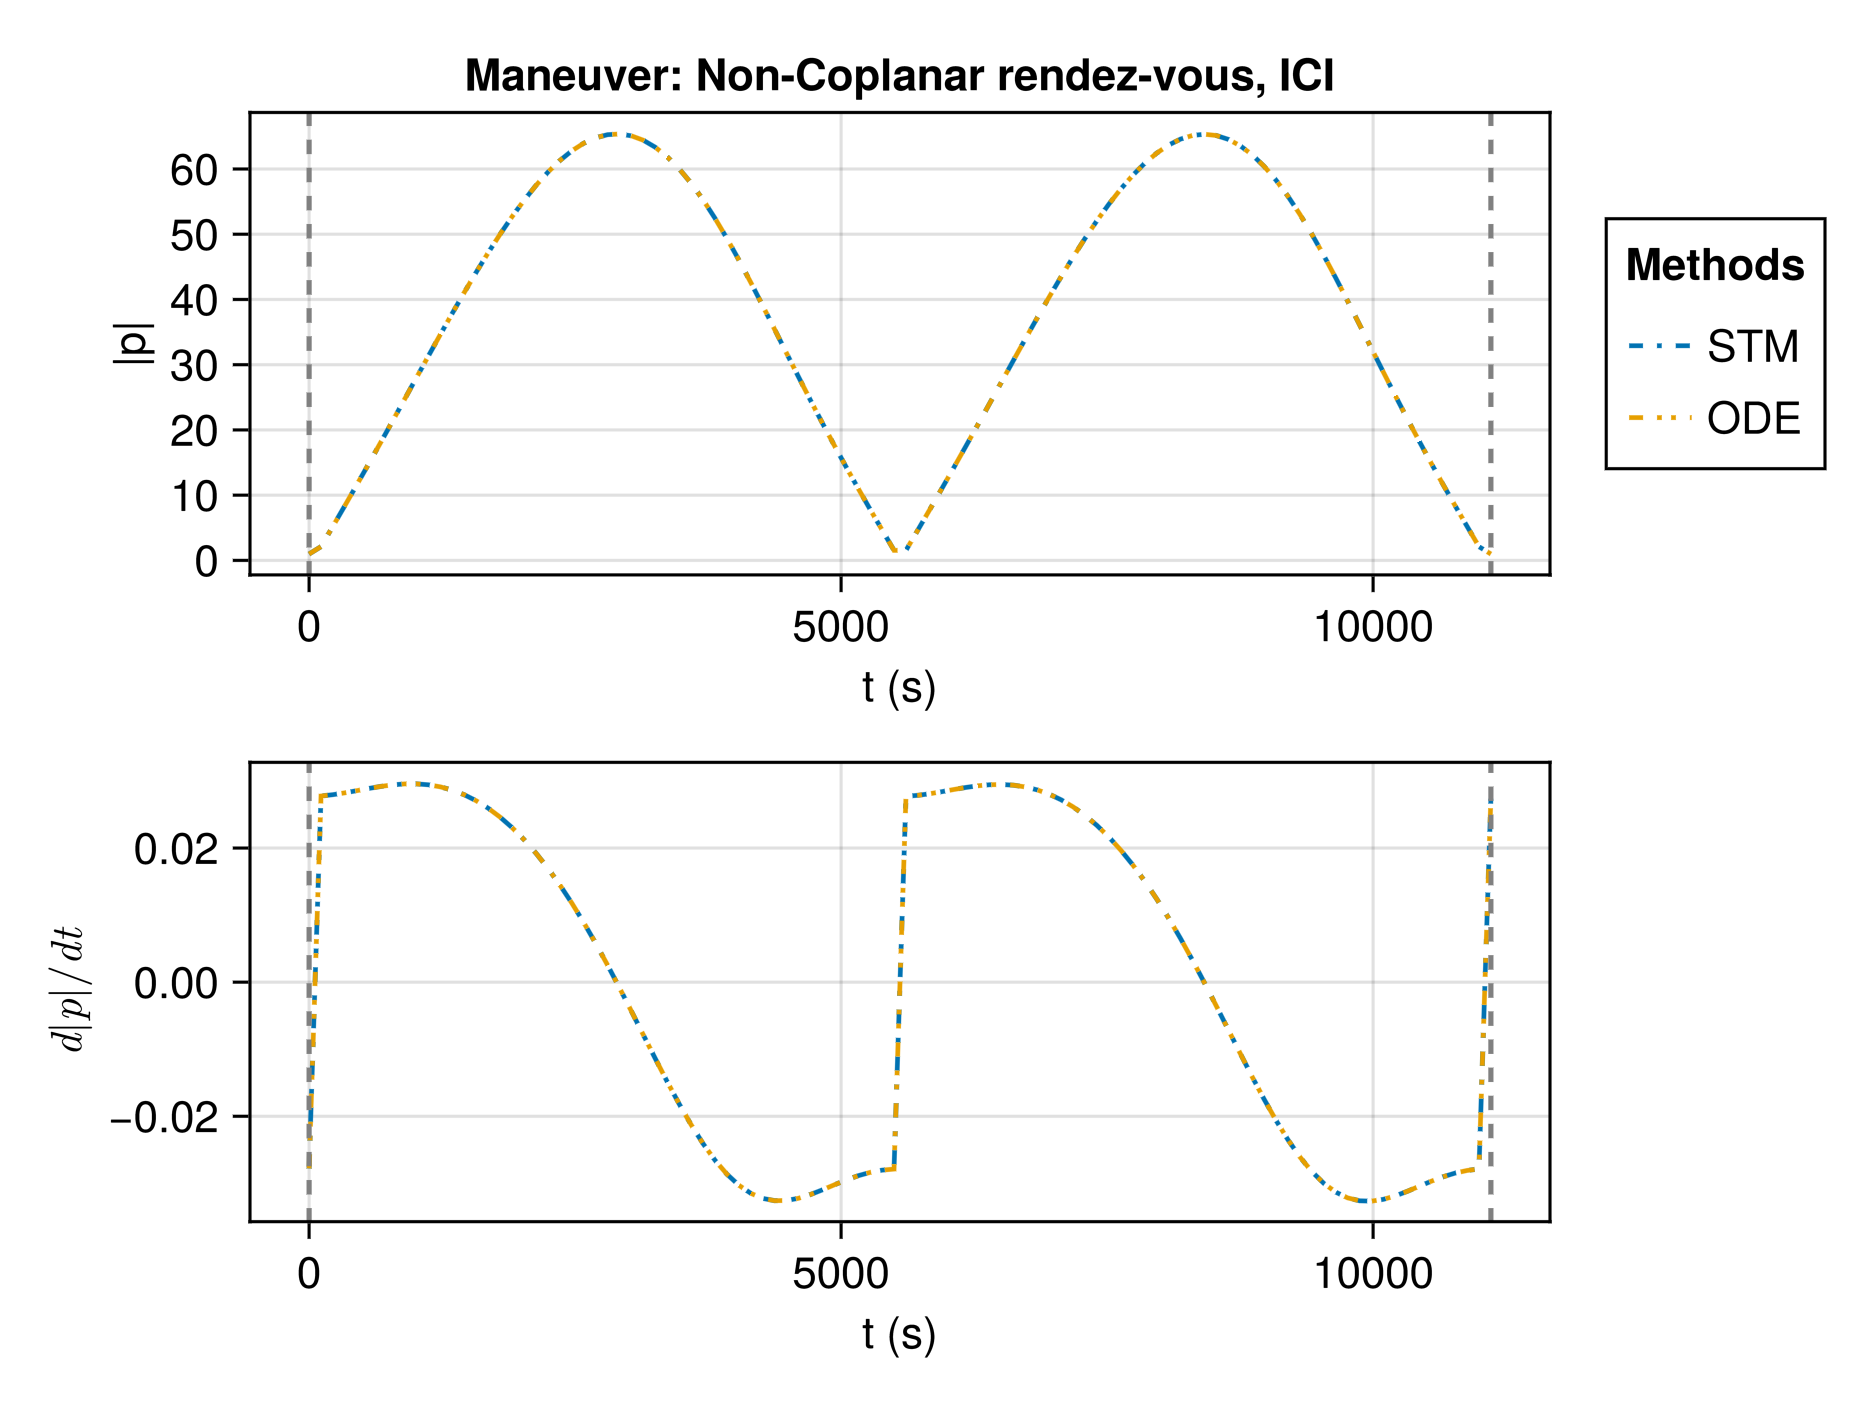 Maneuver: Non-Coplanar rendez-vous, ICI
|p|
60
50
40
30
20
10
0
0 5000 10000
t (s)
Methods
STM
ODE
d|p|/dt
0.02
0.00
−0.02
0 5000 10000
t (s)